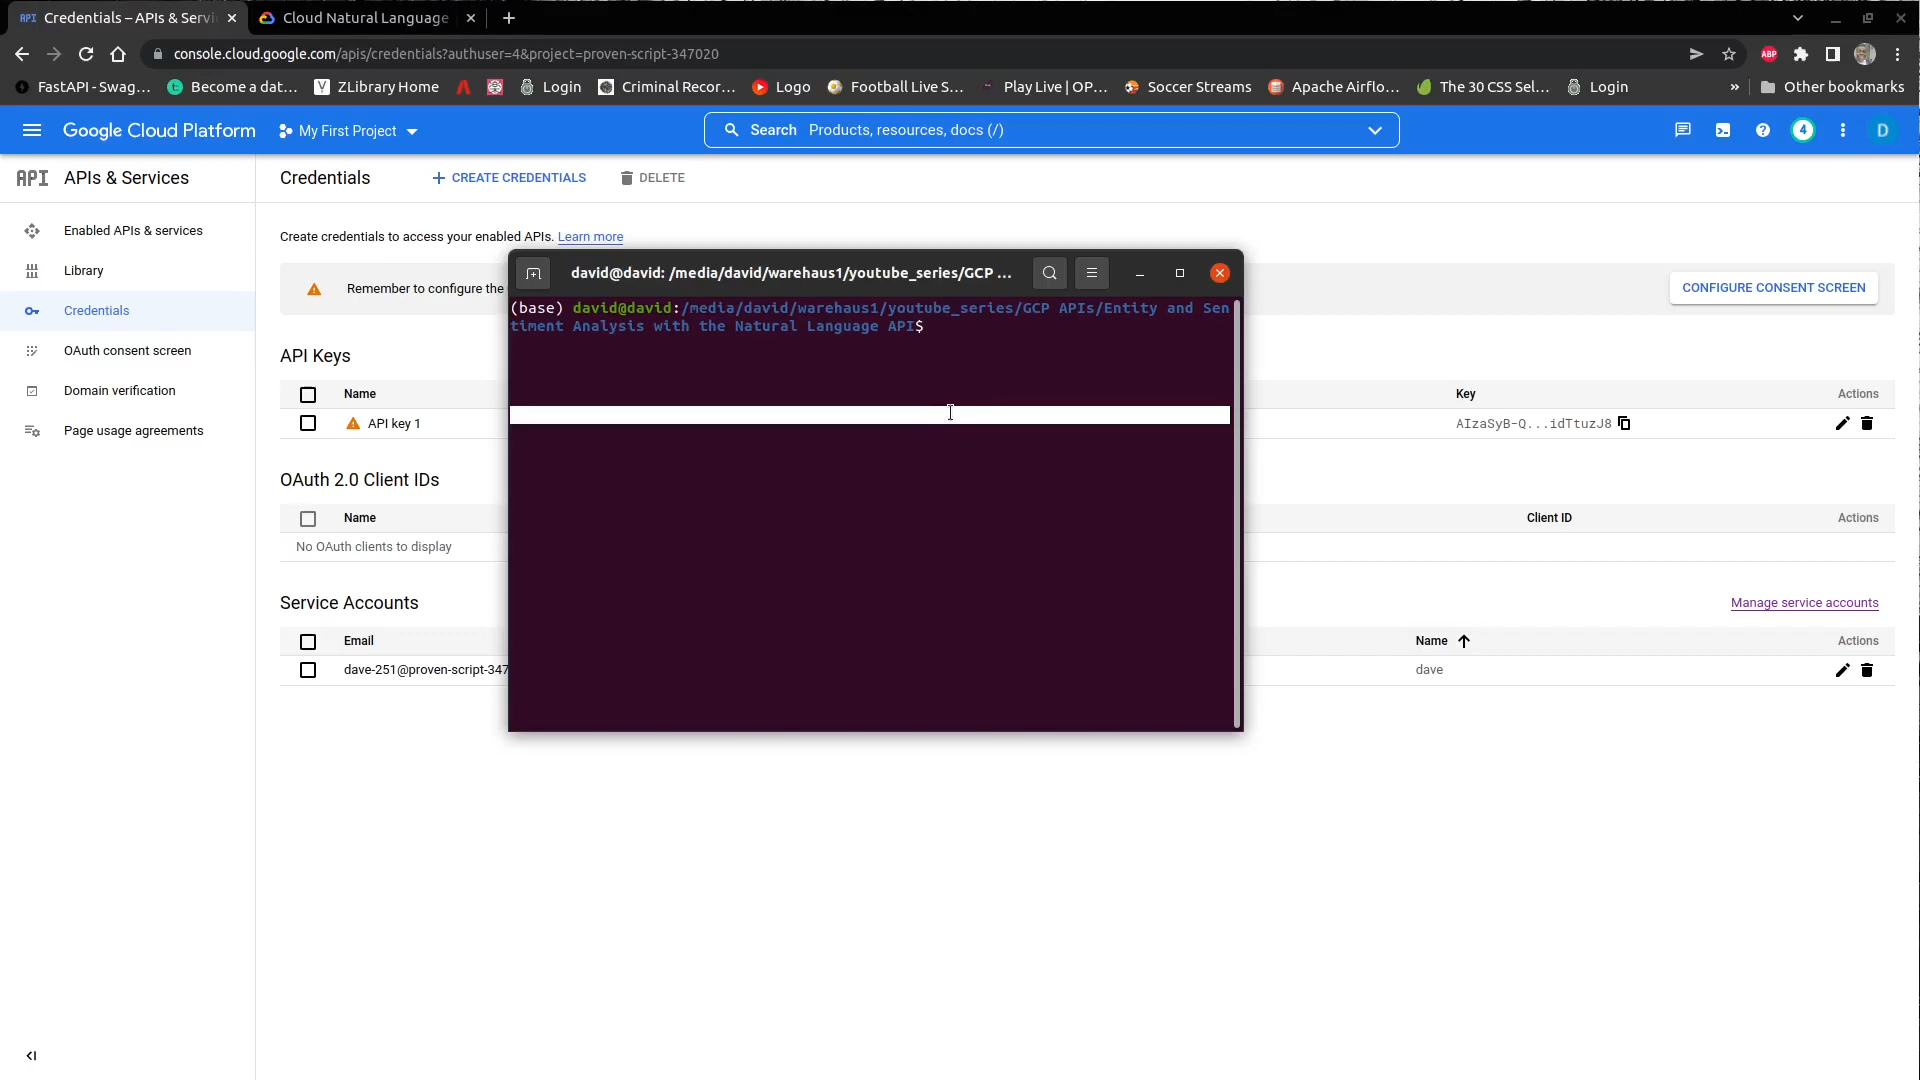 API Credentials – APIs & Servi
Cloud Natural Language
console.cloud.google.com/apis/credentials?authuser=4&project=proven-script-347020
ABP
FastAPI - Swag...
Become a dat...
ZLibrary Home
Login
Criminal Recor...
Logo
Football Live S...
Play Live | OP...
Soccer Streams
Apache Airflo...
The 30 CSS Sel...
Login
»
Other bookmarks
Google Cloud Platform
My First Project
Search Products, resources, docs (/)
4
D
API APIs & Services
Credentials
+ CREATE CREDENTIALS
DELETE
Enabled APIs & services
Library
Credentials
OAuth consent screen
Domain verification
Page usage agreements
Create credentials to access your enabled APIs. Learn more
Remember to configure the
CONFIGURE CONSENT SCREEN
david@david: /media/david/warehaus1/youtube_series/GCP ...
(base) david@david:/media/david/warehaus1/youtube_series/GCP APIs/Entity and Sen
timent Analysis with the Natural Language API$
API Keys
Name Key Actions
API key 1 AIzaSyB-Q...idTtuzJ8
OAuth 2.0 Client IDs
Name Client ID Actions
No OAuth clients to display
Service Accounts
Manage service accounts
Email Name Actions
dave-251@proven-script-347 dave